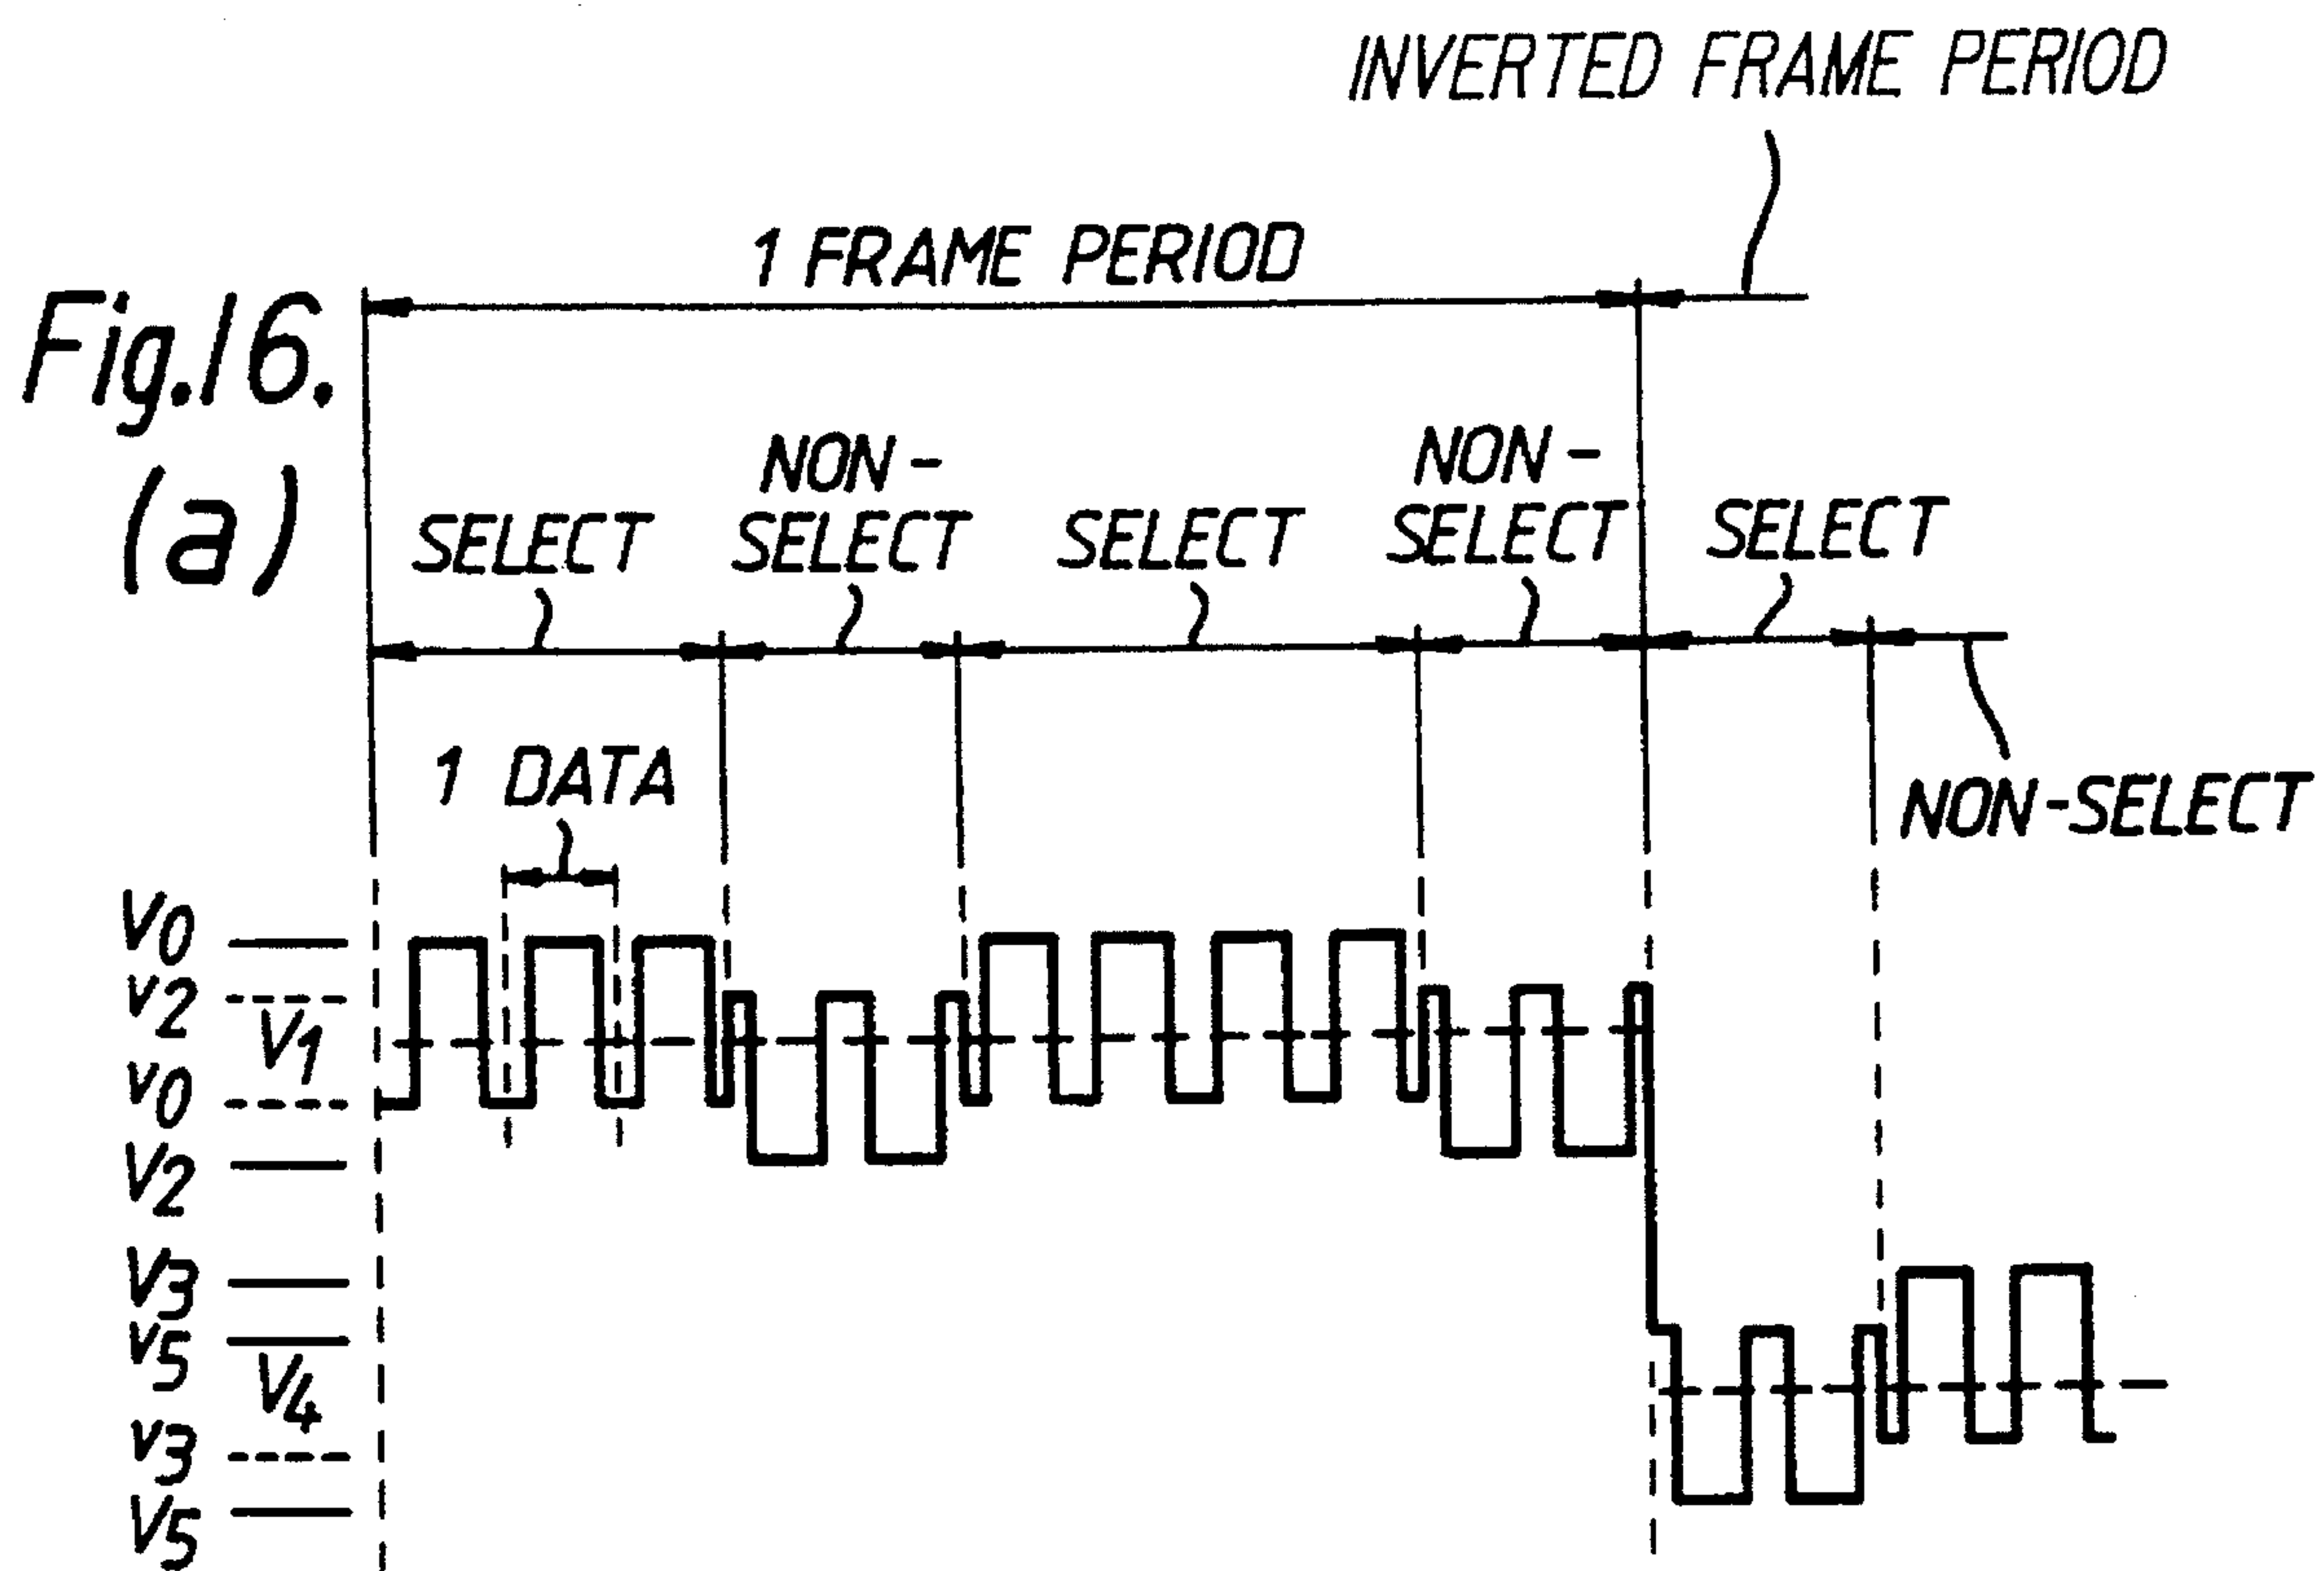 INVERTED FRAME PERIOD
1 FRAME PERIOD
Fig.16.
(a)
SELECT
NON-
SELECT
SELECT
NON-
SELECT
SELECT
1 DATA
NON-SELECT
V0
v2
V1
v0
V2
V3
v5
V4
v3
V5